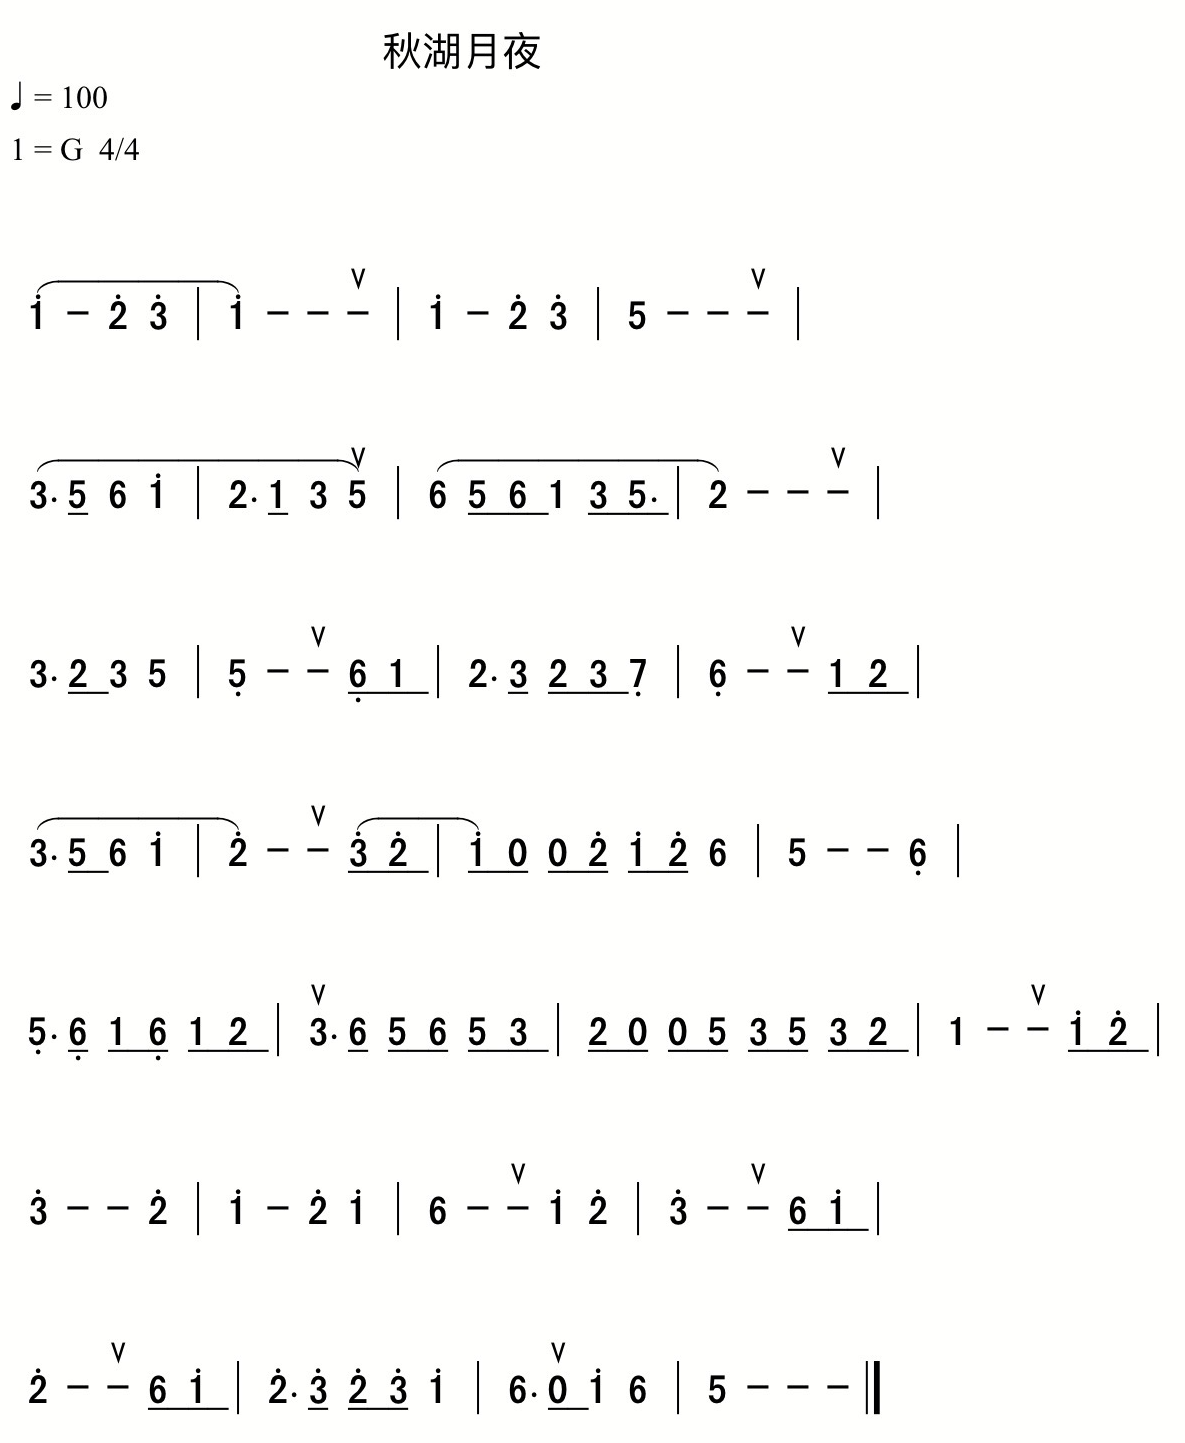 秋湖月夜
♩= 100
1 = G 4/4
i̇ - 2̇ 3̇ | 1̇ - - - | 1̇ - 2̇ 3̇ | 5 - - - |
3. 5 6 1̇ | 2. 1 3 5 | 6 5 6 1 3 5. | 2 - - - |
3. 2 3 5 | 5̣ - - 6̣ 1 | 2. 3 2 3 7̣ | 6̣ - - 1 2 |
3. 5 6 1̇ | 2̇ - - 3̇ 2̇ | 1̇ 0 0 2̇ 1̇ 2̇ 6 | 5 - - 6̣ |
5̣. 6̣ 1 6̣ 1 2 | 3. 6 5 6 5 3 | 2 0 0 5 3 5 3 2 | 1 - - 1̇ 2̇ |
3̇ - - 2̇ | 1̇ - 2̇ 1̇ | 6 - - 1̇ 2̇ | 3̇ - - 6 1̇ |
2̇ - - 6 1̇ | 2̇. 3̇ 2̇ 3̇ 1̇ | 6. 0 1̇ 6 | 5 - - - ‖